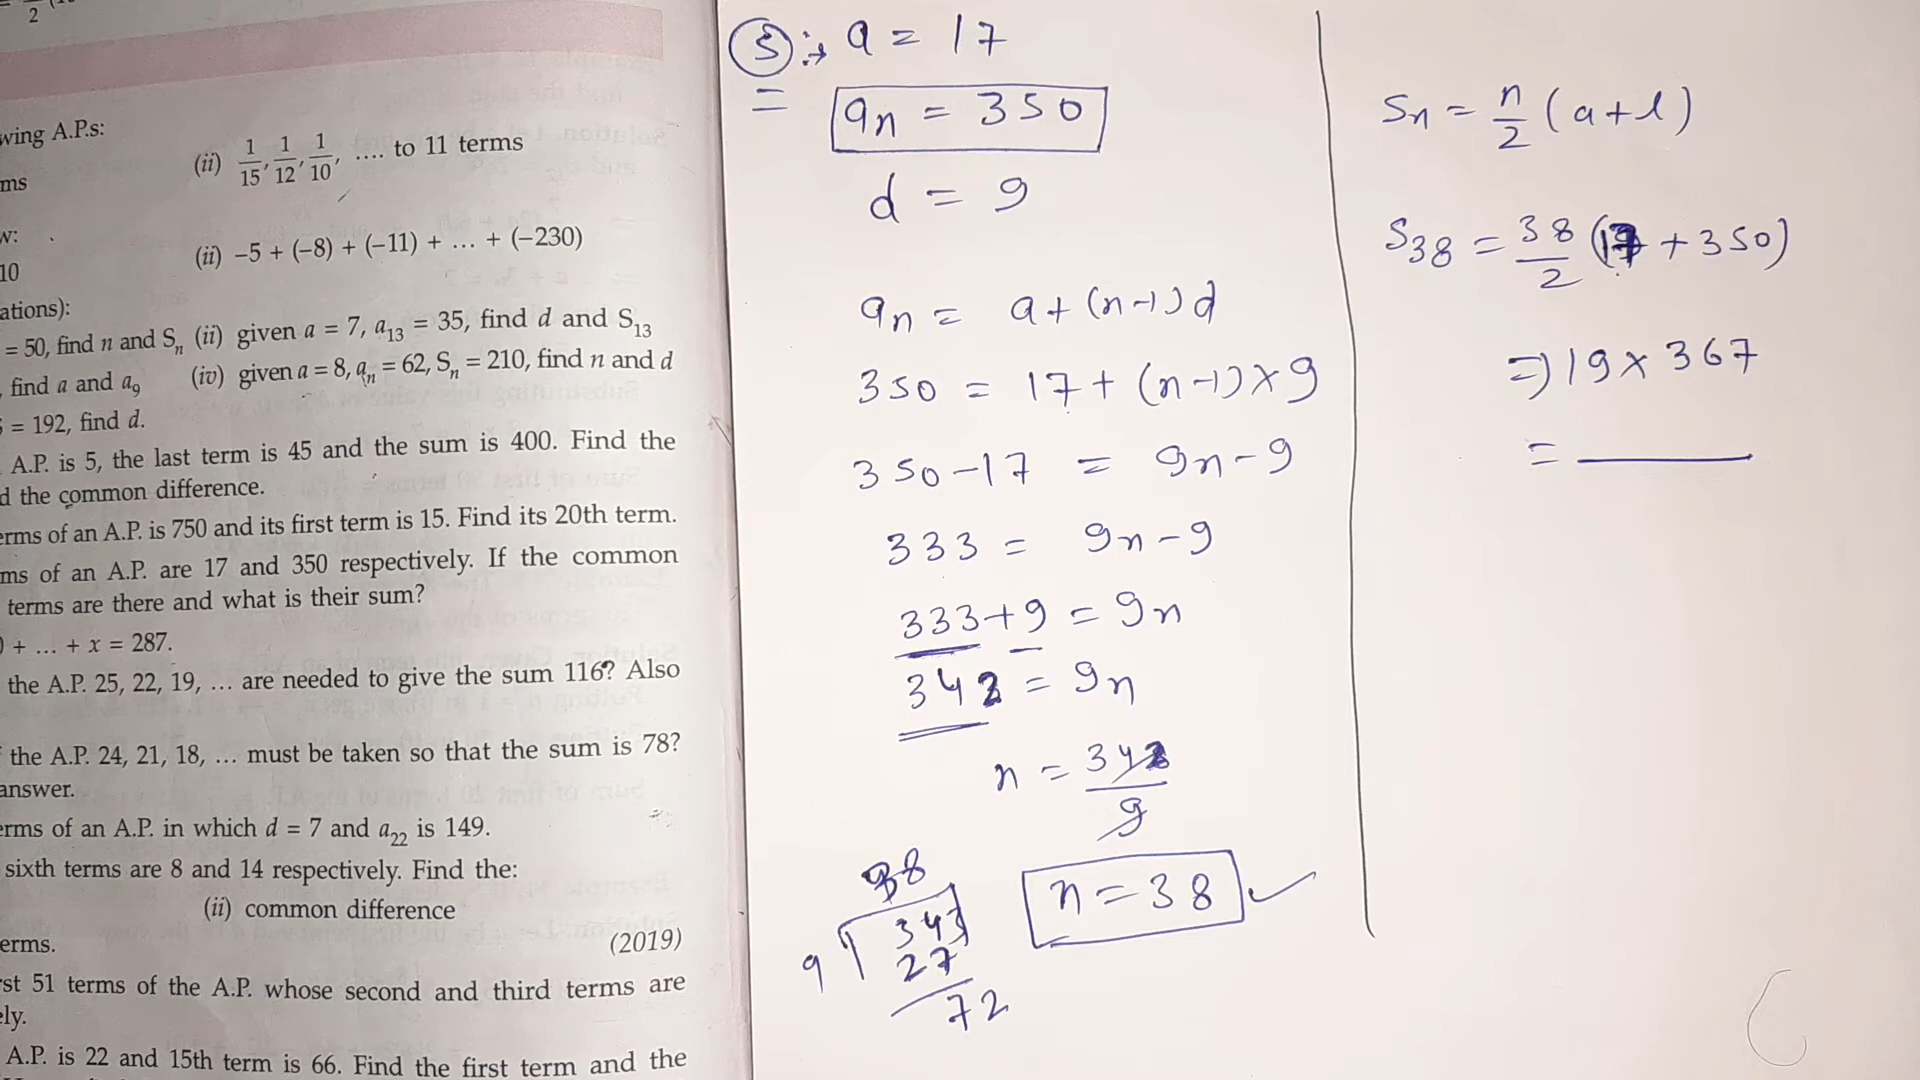 2
wing A.P.s:
(ii) 1/15, 1/12, 1/10, .... to 11 terms
ms
w:
(ii) −5 + (−8) + (−11) + ... + (−230)
10
ations):
= 50, find n and Sn (ii) given a = 7, a13 = 35, find d and S13
find a and a9 (iv) given a = 8, an = 62, Sn = 210, find n and d
= 192, find d.
A.P. is 5, the last term is 45 and the sum is 400. Find the
d the common difference.
erms of an A.P. is 750 and its first term is 15. Find its 20th term.
ms of an A.P. are 17 and 350 respectively. If the common
terms are there and what is their sum?
+ ... + x = 287.
the A.P. 25, 22, 19, ... are needed to give the sum 116? Also
the A.P. 24, 21, 18, ... must be taken so that the sum is 78?
answer.
erms of an A.P. in which d = 7 and a22 is 149.
sixth terms are 8 and 14 respectively. Find the:
(ii) common difference
erms. (2019)
rst 51 terms of the A.P. whose second and third terms are
ely.
A.P. is 22 and 15th term is 66. Find the first term and the
5 :→ a = 17
=
an = 350
d = 9
an = a + (n-1)d
350 = 17 + (n-1)×9
350-17 = 9n-9
333 = 9n-9
333+9 = 9n
342 = 9n
n = 342/9
n = 38
38
9 342
27
72
Sn = n/2 (a+l)
S38 = 38/2 (17 + 350)
⇒ 19 × 367
=